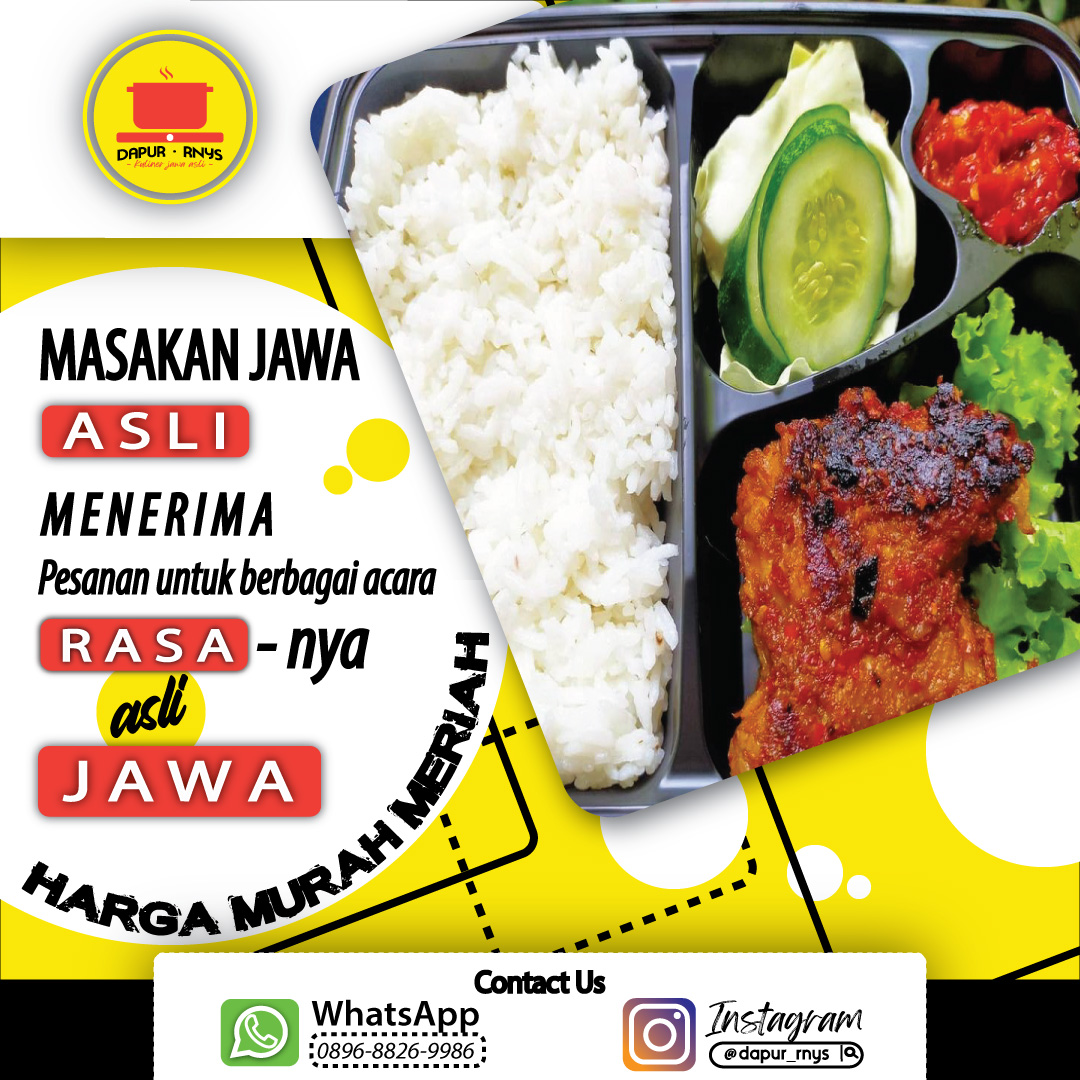 DAPUR · RNYS
- Kuliner jawa asli -
MASAKAN JAWA
ASLI
MENERIMA
Pesanan untuk berbagai acara
RASA - nya
asli
JAWA
HARGA MURAH MERIAH
Contact Us
WhatsApp
0896-8826-9986
Instagram
@dapur_rnys